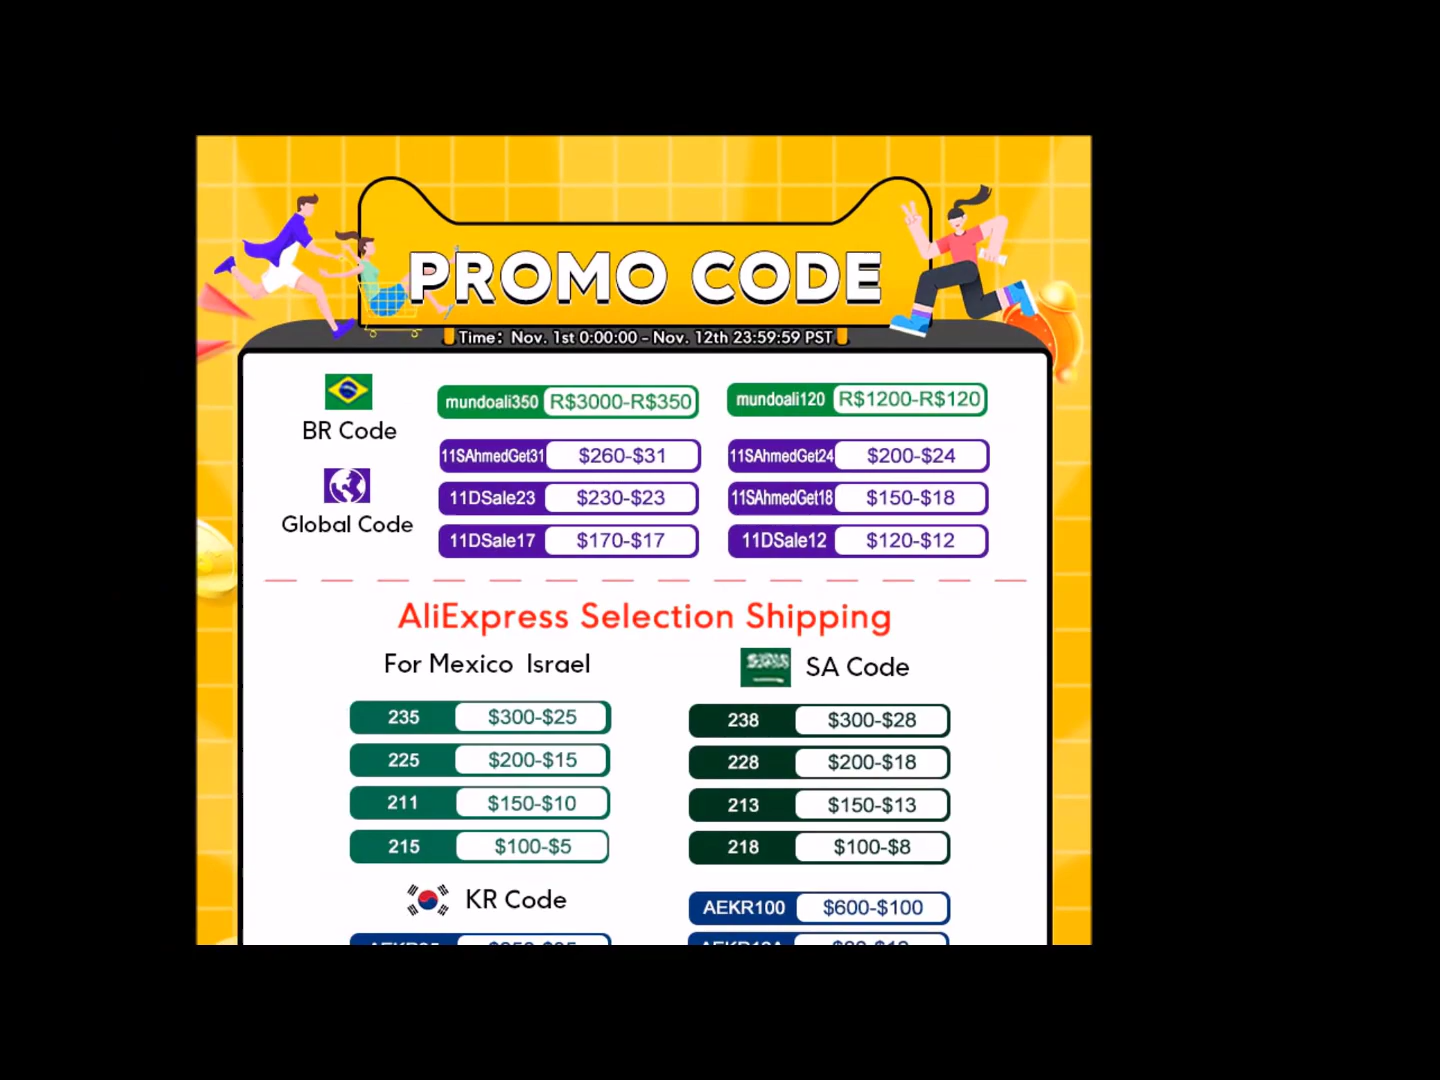 PROMO CODE
Time: Nov. 1st 0:00:00 - Nov. 12th 23:59:59 PST
BR Code
mundoali350 R$3000-R$350
mundoali120 R$1200-R$120
Global Code
11SAhmedGet31 $260-$31
11SAhmedGet24 $200-$24
11DSale23 $230-$23
11SAhmedGet18 $150-$18
11DSale17 $170-$17
11DSale12 $120-$12
AliExpress Selection Shipping
For Mexico Israel
235 $300-$25
225 $200-$15
211 $150-$10
215 $100-$5
SA Code
238 $300-$28
228 $200-$18
213 $150-$13
218 $100-$8
KR Code
AEKR100 $600-$100